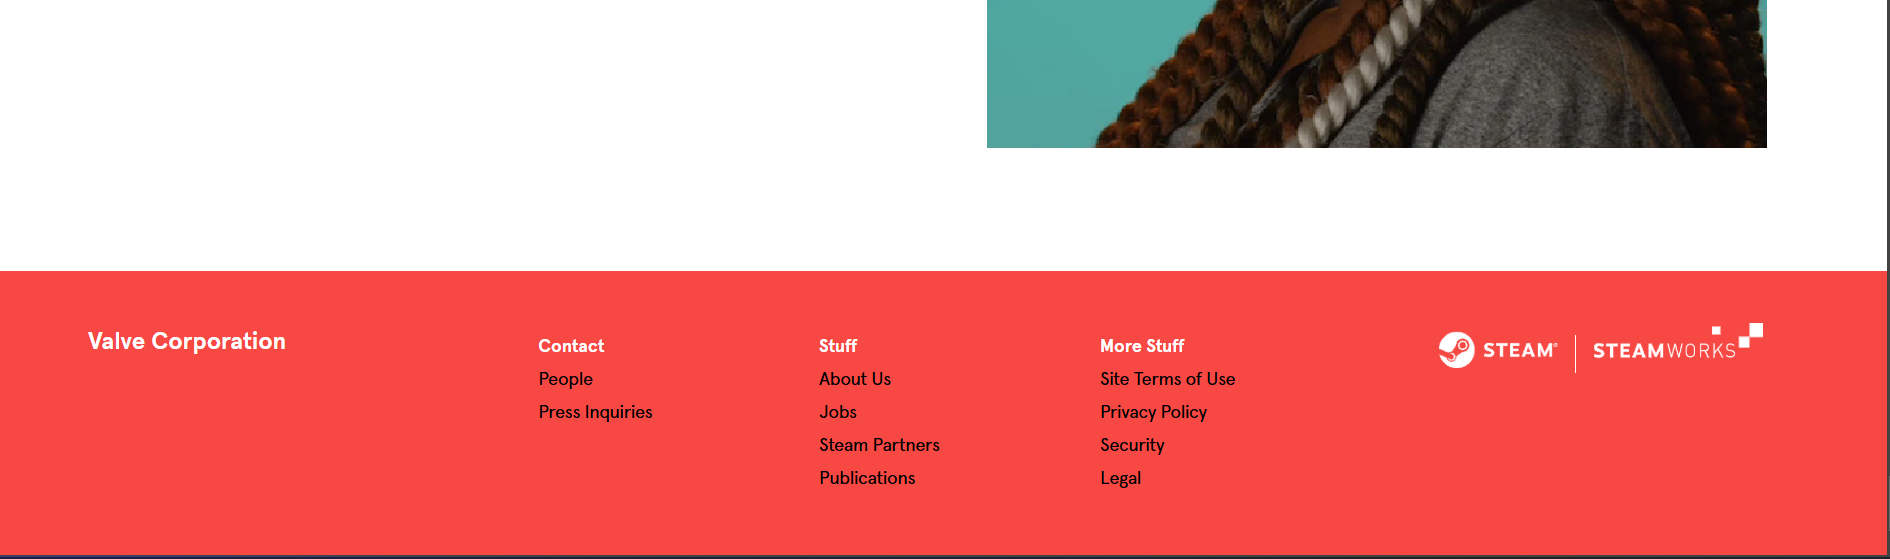 Valve Corporation
Contact
People
Press Inquiries
Stuff
About Us
Jobs
Steam Partners
Publications
More Stuff
Site Terms of Use
Privacy Policy
Security
Legal
STEAM®
STEAMWORKS